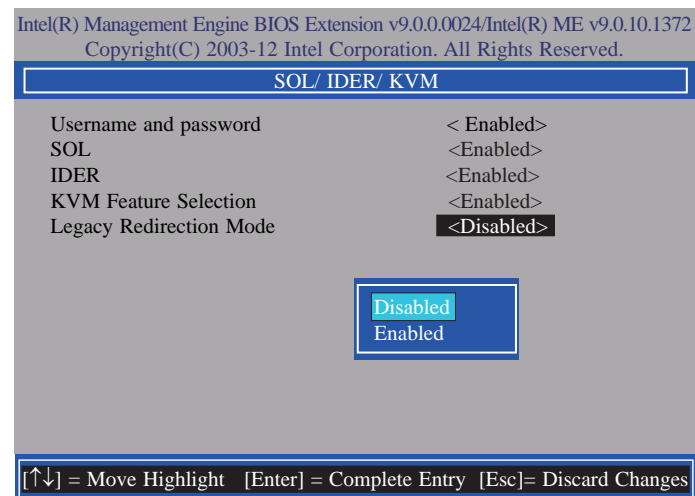 Intel(R) Management Engine BIOS Extension v9.0.0.0024/Intel(R) ME v9.0.10.1372
Copyright(C) 2003-12 Intel Corporation. All Rights Reserved.
SOL/ IDER/ KVM
Username and password < Enabled>
SOL <Enabled>
IDER <Enabled>
KVM Feature Selection <Enabled>
Legacy Redirection Mode <Disabled>
Disabled
Enabled
[↑↓] = Move Highlight [Enter] = Complete Entry [Esc]= Discard Changes